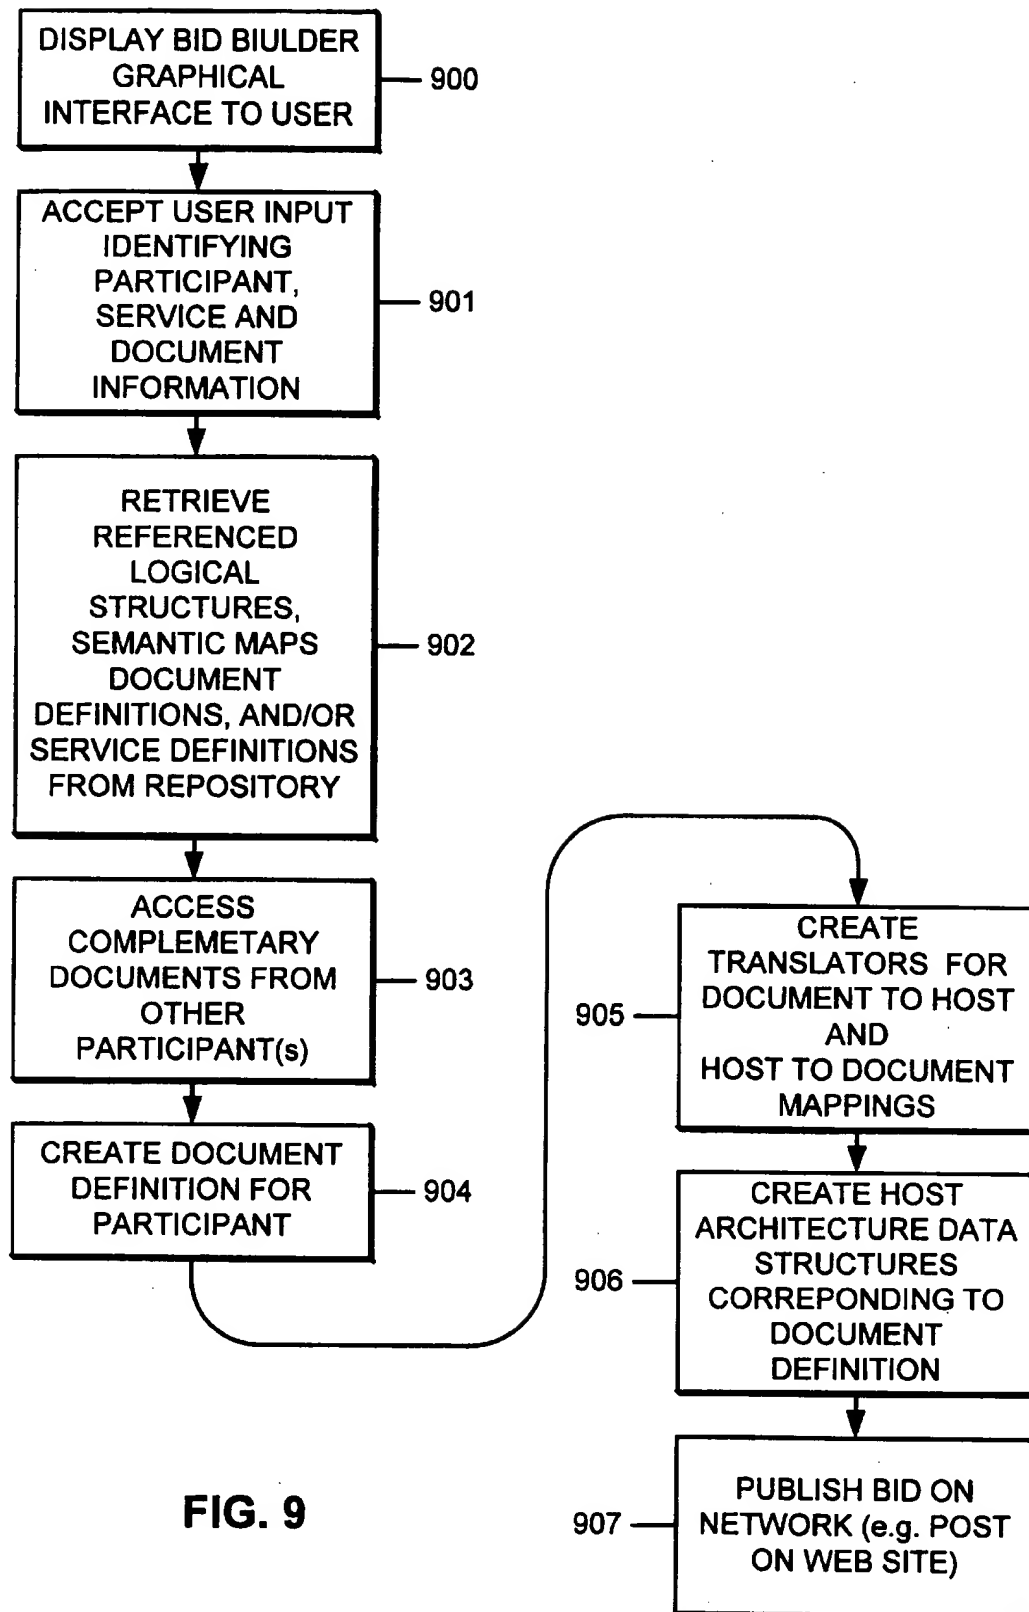 DISPLAY BID BIULDER
GRAPHICAL
INTERFACE TO USER
900
ACCEPT USER INPUT
IDENTIFYING
PARTICIPANT,
SERVICE AND
DOCUMENT
INFORMATION
901
RETRIEVE
REFERENCED
LOGICAL
STRUCTURES,
SEMANTIC MAPS
DOCUMENT
DEFINITIONS, AND/OR
SERVICE DEFINITIONS
FROM REPOSITORY
902
ACCESS
COMPLEMETARY
DOCUMENTS FROM
OTHER
PARTICIPANT(s)
903
CREATE DOCUMENT
DEFINITION FOR
PARTICIPANT
904
CREATE
TRANSLATORS FOR
DOCUMENT TO HOST
AND
HOST TO DOCUMENT
MAPPINGS
905
CREATE HOST
ARCHITECTURE DATA
STRUCTURES
CORREPONDING TO
DOCUMENT
DEFINITION
906
PUBLISH BID ON
NETWORK (e.g. POST
ON WEB SITE)
907
FIG. 9